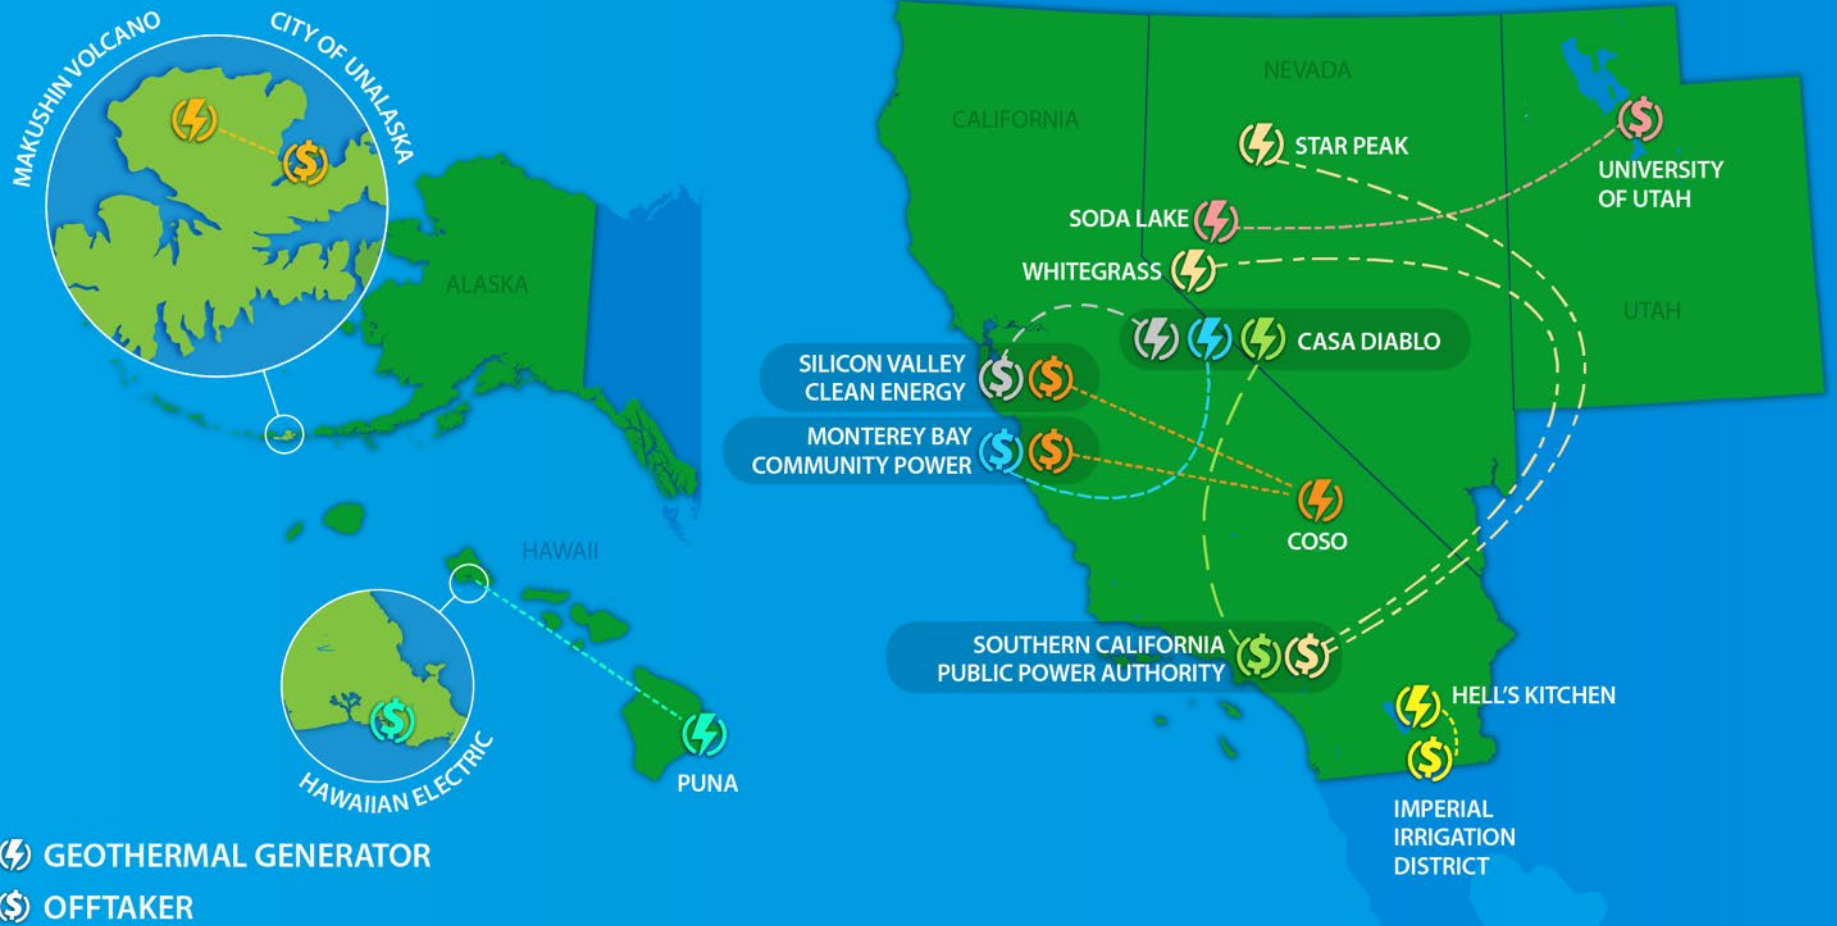 MAKUSHIN VOLCANO
CITY OF UNALASKA
ALASKA
HAWAII
HAWAIIAN ELECTRIC
PUNA
GEOTHERMAL GENERATOR
OFFTAKER
CALIFORNIA
NEVADA
UTAH
STAR PEAK
UNIVERSITY
OF UTAH
SODA LAKE
WHITEGRASS
CASA DIABLO
SILICON VALLEY
CLEAN ENERGY
MONTEREY BAY
COMMUNITY POWER
COSO
SOUTHERN CALIFORNIA
PUBLIC POWER AUTHORITY
HELL'S KITCHEN
IMPERIAL
IRRIGATION
DISTRICT